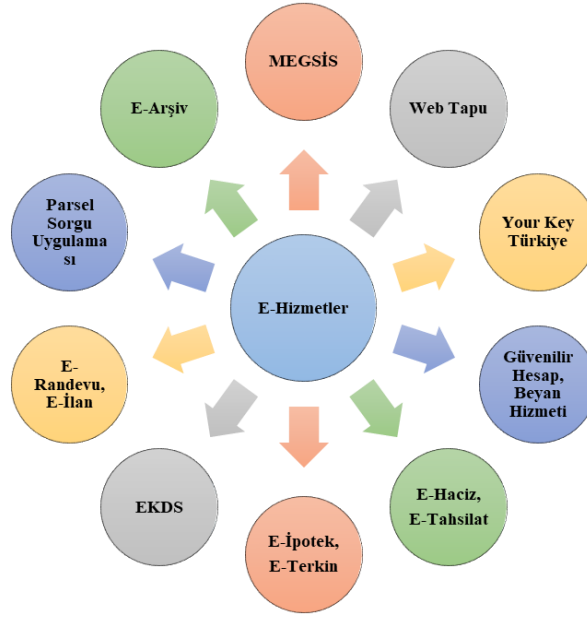 MEGSİS
E-Arşiv
Web Tapu
Parsel
Sorgu
Uygulama
sı
Your Key
Türkiye
E-Hizmetler
E-
Randevu,
E-İlan
Güvenilir
Hesap,
Beyan
Hizmeti
EKDS
E-Haciz,
E-Tahsilat
E-İpotek,
E-Terkin